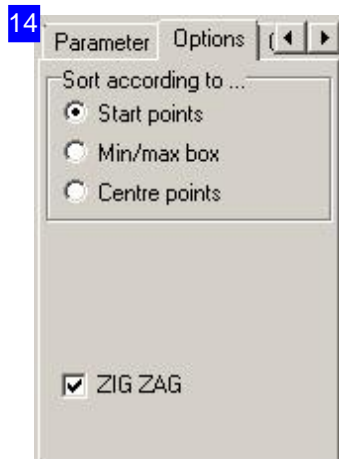 14
Parameter Options (
Sort according to ...
Start points
Min/max box
Centre points
ZIG ZAG